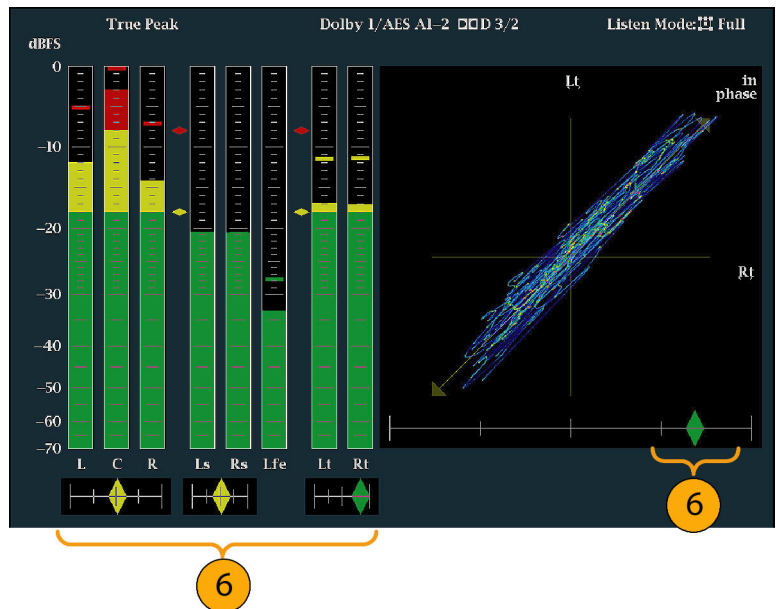 True Peak
Dolby 1/AES A1-2 D 3/2
Listen Mode: Full
dBFS
0
-10
-20
-30
-40
-50
-60
-70
L C R Ls Rs Lfe Lt Rt
Lt
in
phase
Rt
6
6